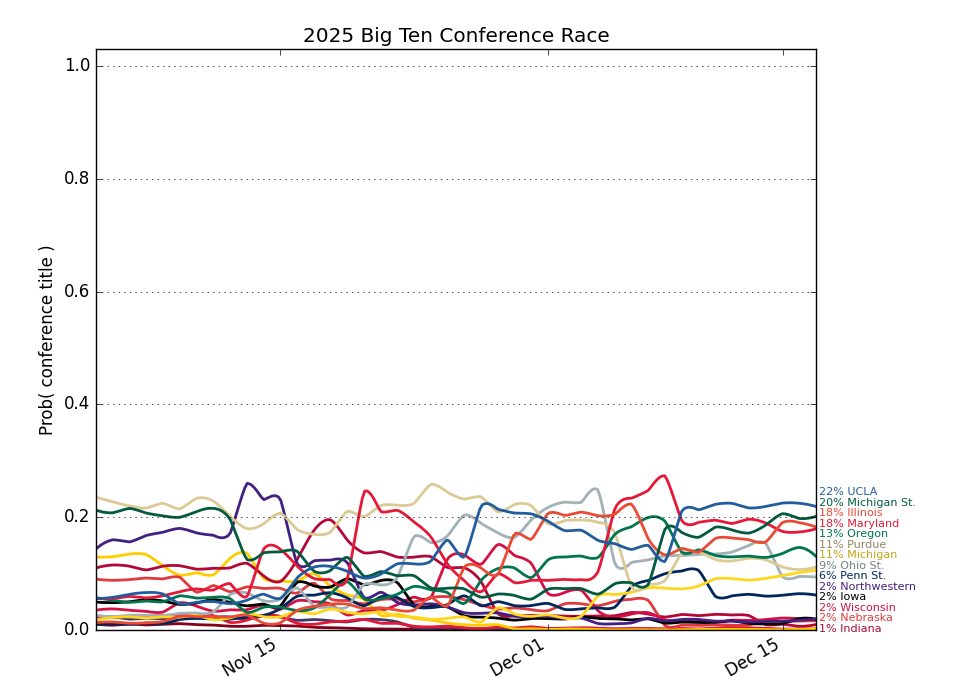 2025 Big Ten Conference Race
Prob( conference title )
1.0
0.8
0.6
0.4
0.2
0.0
Nov 15
Dec 01
Dec 15
22% UCLA
20% Michigan St.
18% Illinois
18% Maryland
13% Oregon
11% Purdue
11% Michigan
9% Ohio St.
6% Penn St.
2% Northwestern
2% Iowa
2% Wisconsin
2% Nebraska
1% Indiana